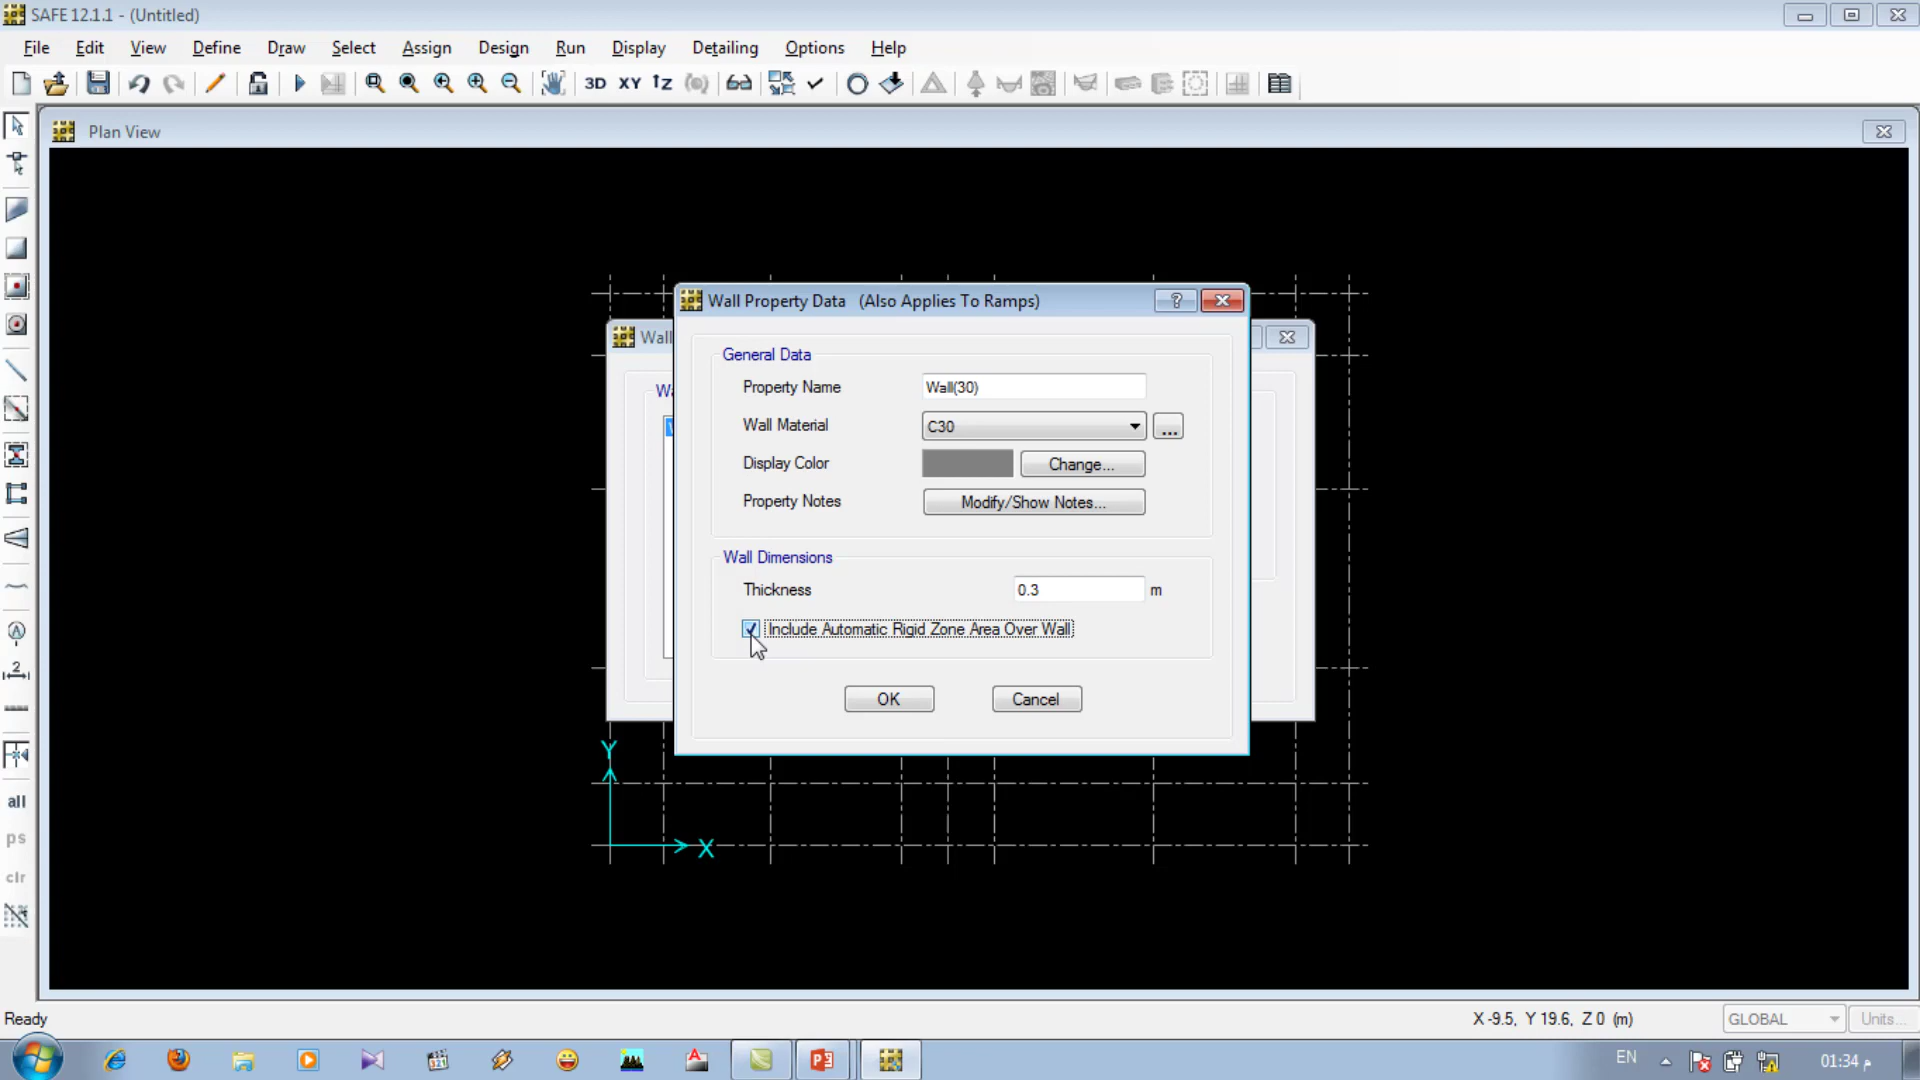 SAFE 12.1.1 - (Untitled)
File Edit View Define Draw Select Assign Design Run Display Detailing Options Help
3D XY
Plan View
Wall
Wall Property Data (Also Applies To Ramps)
General Data
Property Name Wall(30)
Wall Material C30 ...
Display Color Change...
Property Notes Modify/Show Notes...
Wall Dimensions
Thickness 0.3 m
Include Automatic Rigid Zone Area Over Wall
OK Cancel
Y
X
all
ps
clr
Ready X -9.5, Y 19.6, Z 0 (m) GLOBAL Units...
EN 01:34 م